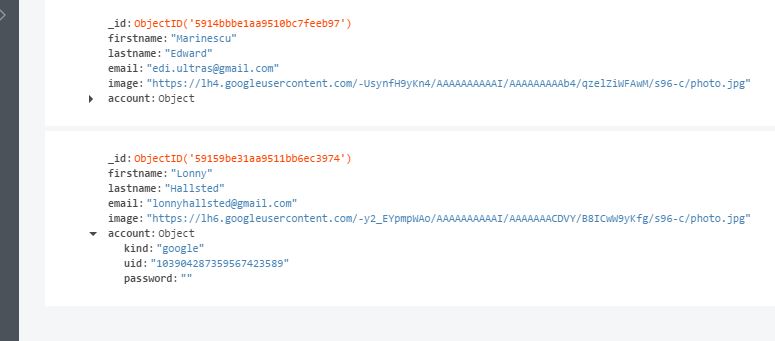 _id: ObjectID('5914bbbe1aa9510bc7feeb97')
firstname: "Marinescu"
lastname: "Edward"
email: "edi.ultras@gmail.com"
image: "https://lh4.googleusercontent.com/-UsynfH9yKn4/AAAAAAAAAAI/AAAAAAAAAb4/qzelZiWFAwM/s96-c/photo.jpg"
account: Object
_id: ObjectID('59159be31aa9511bb6ec3974')
firstname: "Lonny"
lastname: "Hallsted"
email: "lonnyhallsted@gmail.com"
image: "https://lh6.googleusercontent.com/-y2_EYpmpWAo/AAAAAAAAAAI/AAAAAAACDVY/B8ICwW9yKfg/s96-c/photo.jpg"
account: Object
kind: "google"
uid: "103904287359567423589"
password: ""